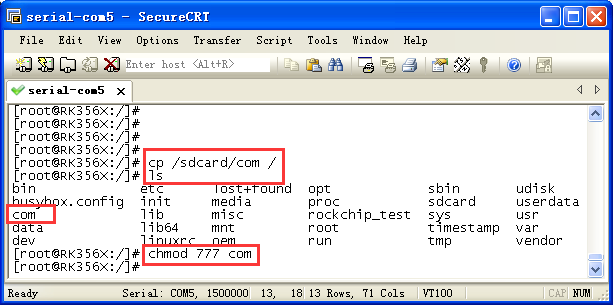 serial-com5 - SecureCRT
File Edit View Options Transfer Script Tools Window Help
Enter host <Alt+R>
serial-com5
[root@RK356X:/]#
[root@RK356X:/]#
[root@RK356X:/]#
[root@RK356X:/]# cp /sdcard/com /
[root@RK356X:/]# ls
bin etc lost+found opt sbin udisk
busybox.config init media proc sdcard userdata
com lib misc rockchip_test sys usr
data lib64 mnt root timestamp var
dev linuxrc oem run tmp vendor
[root@RK356X:/]# chmod 777 com
Ready Serial: COM5, 1500000 13, 18 13 Rows, 71 Cols VT100 CAP NUM